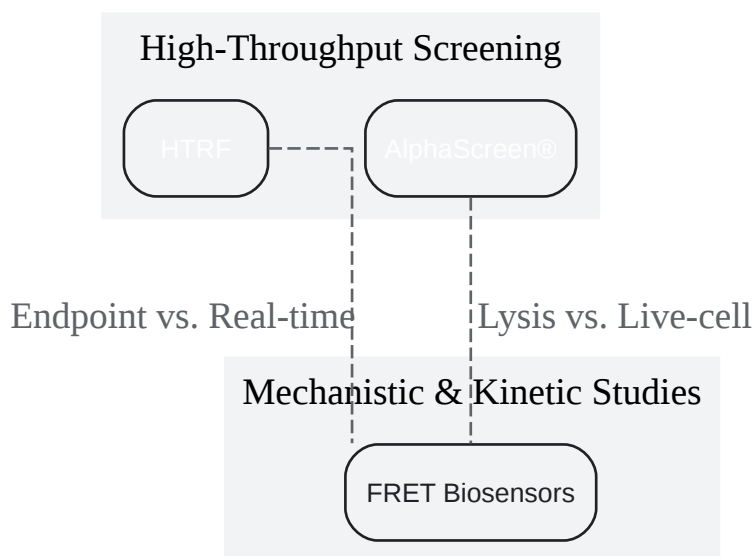 High-Throughput Screening
HTRF
AlphaScreen®
Endpoint vs. Real-time
Lysis vs. Live-cell
Mechanistic & Kinetic Studies
FRET Biosensors